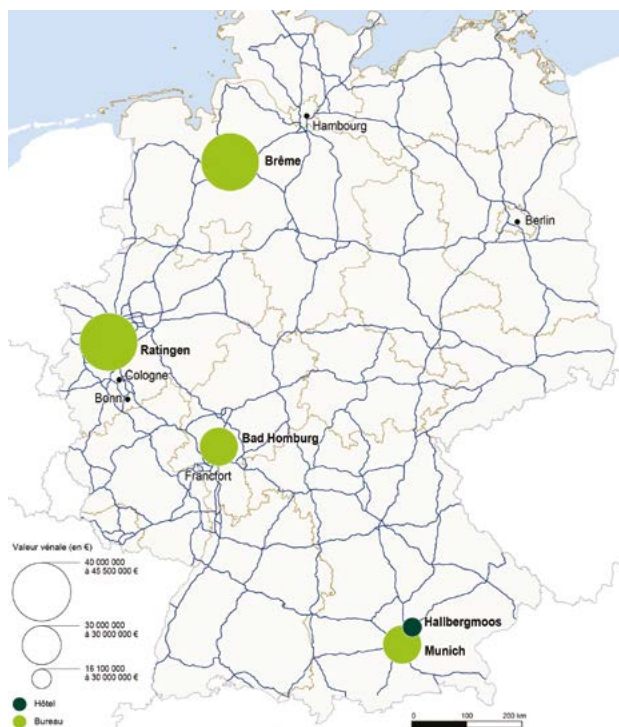 Hambourg
Brême
Berlin
Ratingen
Cologne
Bonn
Bad Homburg
Francfort
Valeur vénale (en €)
40 000 000
à 45 500 000 €
30 000 000
à 30 000 000 €
16 100 000
à 30 000 000 €
Hallbergmoos
Munich
Hôtel
Bureau
0 100 200 km